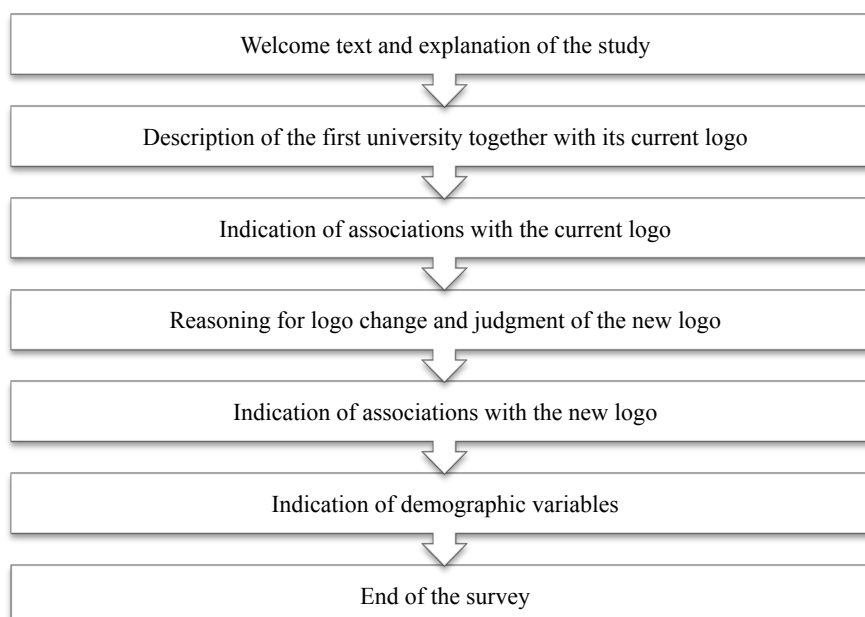 Welcome text and explanation of the study
Description of the first university together with its current logo
Indication of associations with the current logo
Reasoning for logo change and judgment of the new logo
Indication of associations with the new logo
Indication of demographic variables
End of the survey